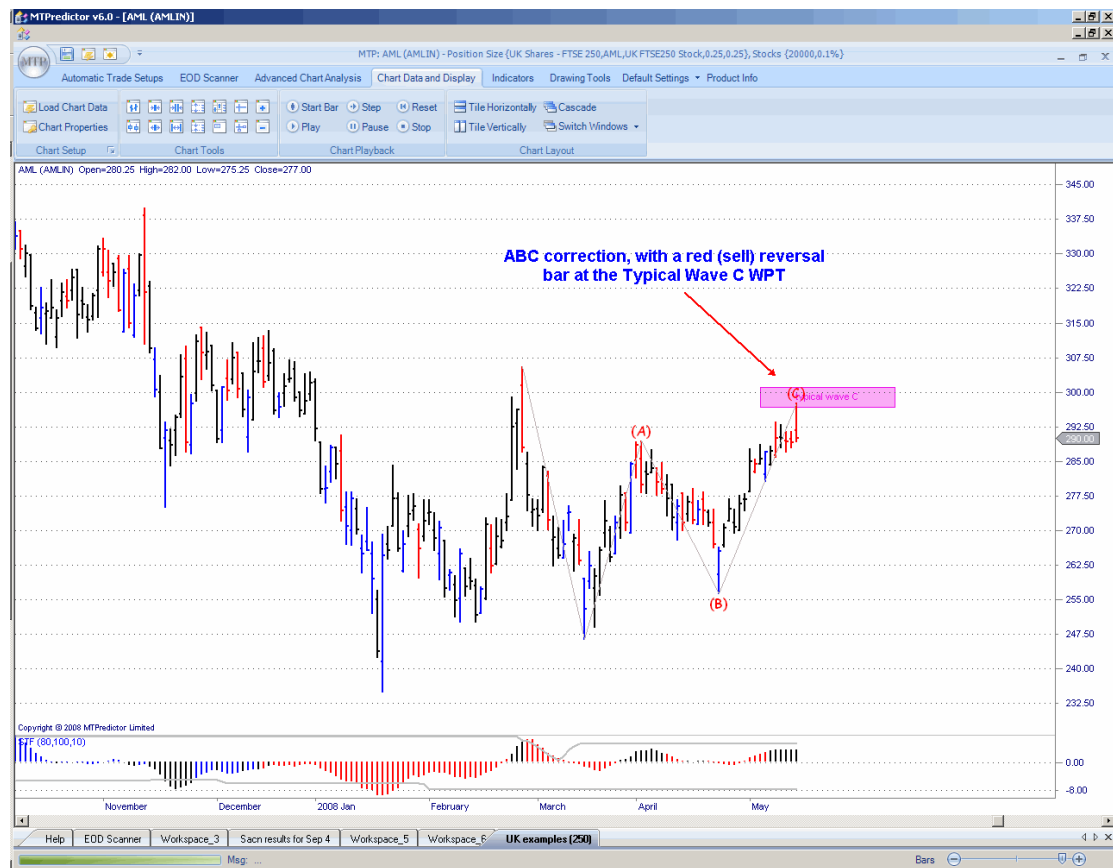 MTPredictor v6.0 - [AML (AMLIN)]
MTP
MTP: AML (AMLIN) - Position Size {UK Shares - FTSE 250,AML,UK FTSE250 Stock,0.25,0.25}, Stocks {20000,0.1%}
Automatic Trade Setups EOD Scanner Advanced Chart Analysis Chart Data and Display Indicators Drawing Tools Default Settings Product Info
Load Chart Data Start Bar Step Reset Tile Horizontally Cascade
Chart Properties Play Pause Stop Tile Vertically Switch Windows
Chart Setup Chart Tools Chart Playback Chart Layout
AML (AMLIN) Open=280.25 High=282.00 Low=275.25 Close=277.00
345.00
337.50
330.00
ABC correction, with a red (sell) reversal
bar at the Typical Wave C WPT
322.50
315.00
307.50
300.00
(C)
typical wave C
292.50
(A)
290.00
285.00
277.50
270.00
262.50
255.00
(B)
247.50
240.00
232.50
Copyright © 2008 MTPredictor Limited
STF (80,100,10)
0.00
-8.00
November December 2008 Jan February March April May
Help EOD Scanner Workspace_3 Sacn results for Sep 4 Workspace_5 Workspace_6 UK examples (250)
Msg: ... Bars